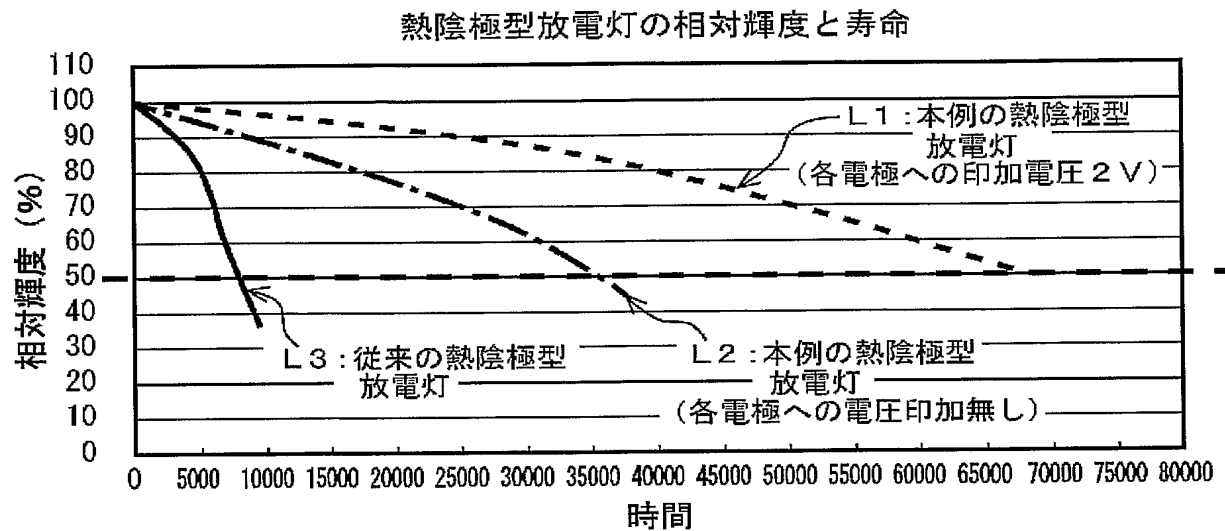 熱陰極型放電灯の相対輝度と寿命
110
100
90
80
70
60
50
40
30
20
10
0
相対輝度(%)
L1:本例の熱陰極型
放電灯
(各電極への印加電圧2V)
L3:従来の熱陰極型
放電灯
L2:本例の熱陰極型
放電灯
(各電極への電圧印加無し)
0 5000 10000 15000 20000 25000 30000 35000 40000 45000 50000 55000 60000 65000 70000 75000 80000
時間